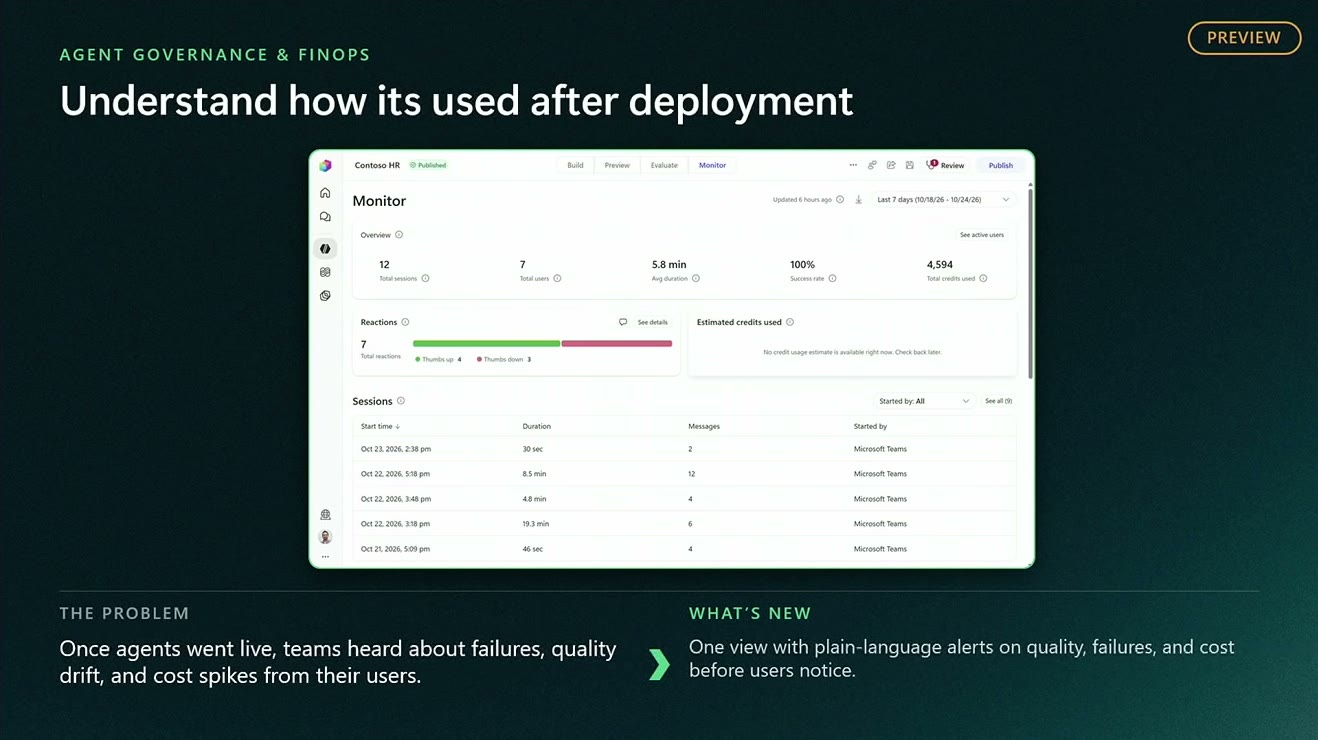 AGENT GOVERNANCE & FINOPS
PREVIEW
Understand how its used after deployment
Contoso HR
Published
Build
Preview
Evaluate
Monitor
1
Review
Publish
Monitor
Updated 6 hours ago
Last 7 days (10/18/26 - 10/24/26)
Overview
See active users
12
7
5.8 min
100%
4,594
Total sessions
Total users
Avg duration
Success rate
Total credits used
Reactions
See details
7
Total reactions
Thumbs up 4
Thumbs down 3
Estimated credits used
No credit usage estimate is available right now. Check back later.
Sessions
Started by: All
See all (9)
Start time ↓ Duration Messages Started by
Oct 23, 2026, 2:38 pm 30 sec 2 Microsoft Teams
Oct 22, 2026, 5:18 pm 8.5 min 12 Microsoft Teams
Oct 22, 2026, 3:48 pm 4.8 min 4 Microsoft Teams
Oct 22, 2026, 3:18 pm 19.3 min 6 Microsoft Teams
Oct 21, 2026, 5:09 pm 46 sec 4 Microsoft Teams
THE PROBLEM
Once agents went live, teams heard about failures, quality
drift, and cost spikes from their users.
WHAT'S NEW
One view with plain-language alerts on quality, failures, and cost
before users notice.